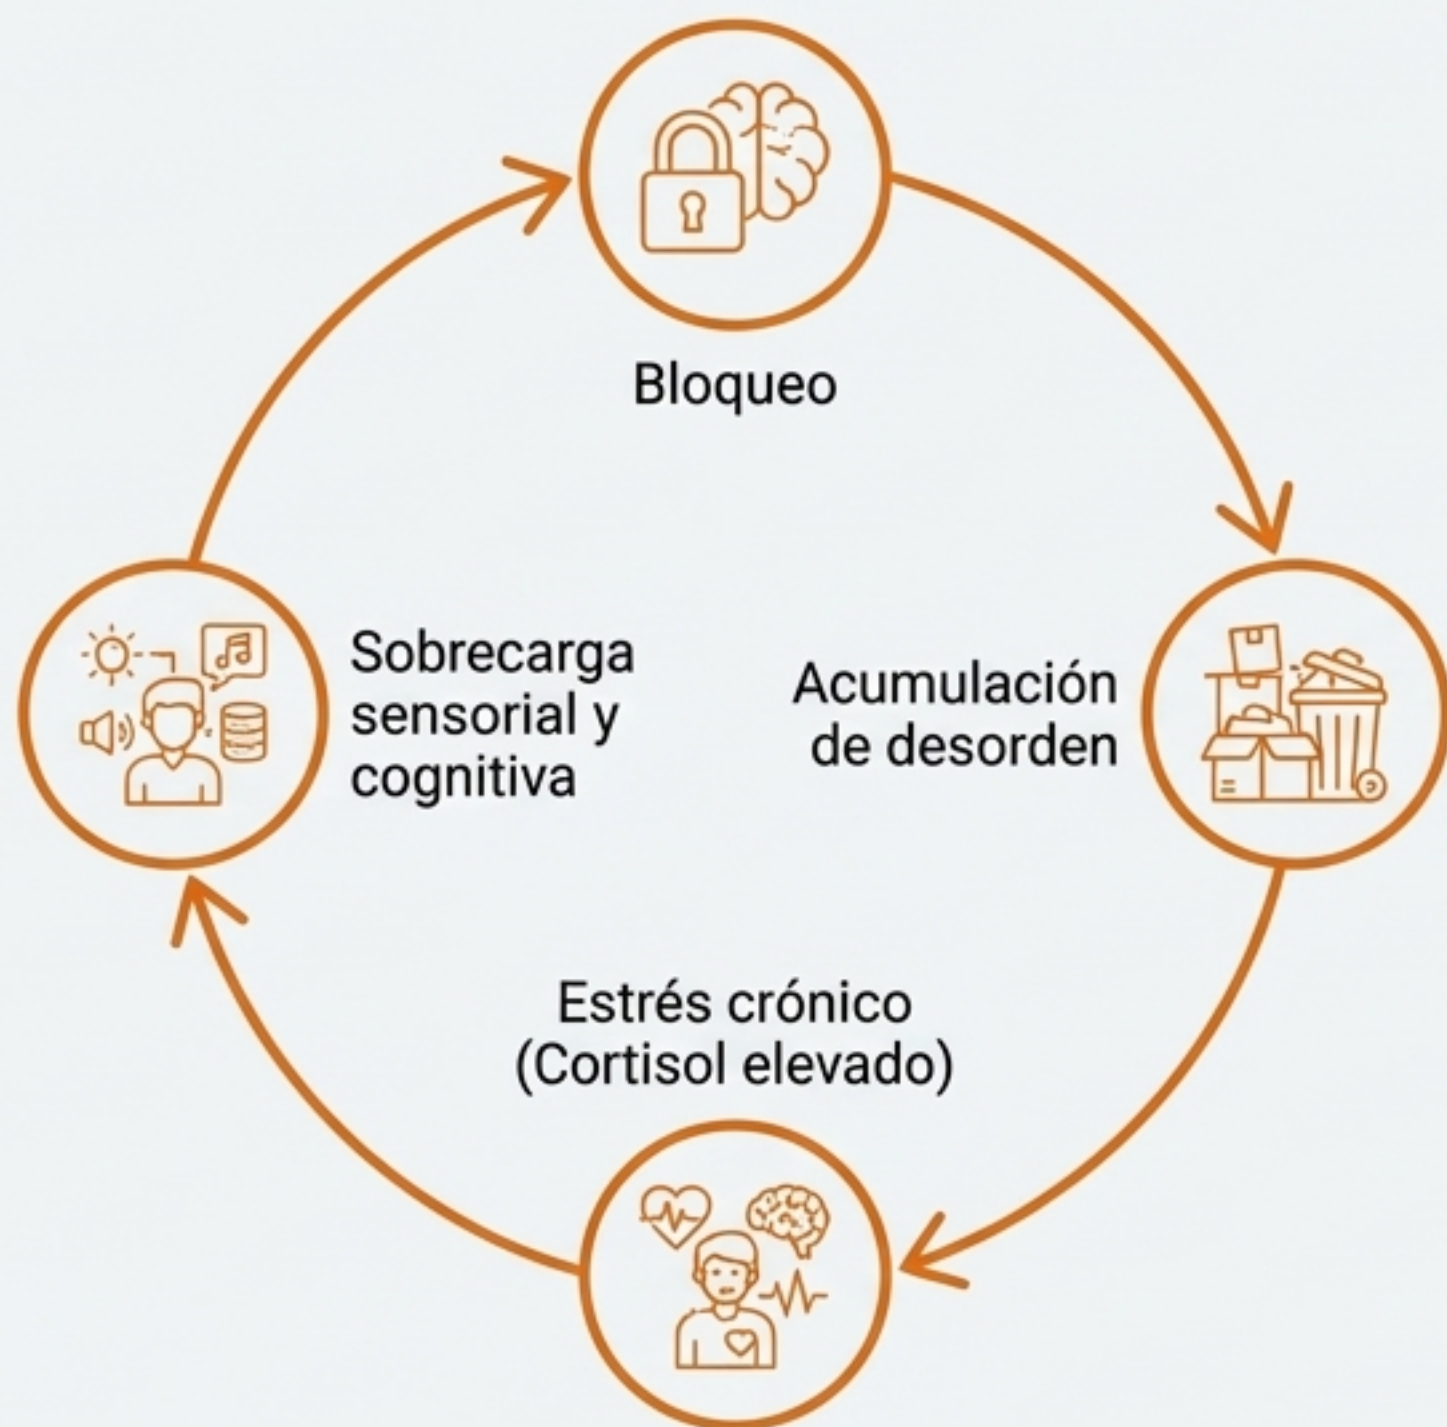 Bloqueo
Sobrecarga
sensorial y
cognitiva
Acumulación
de desorden
Estrés crónico
(Cortisol elevado)